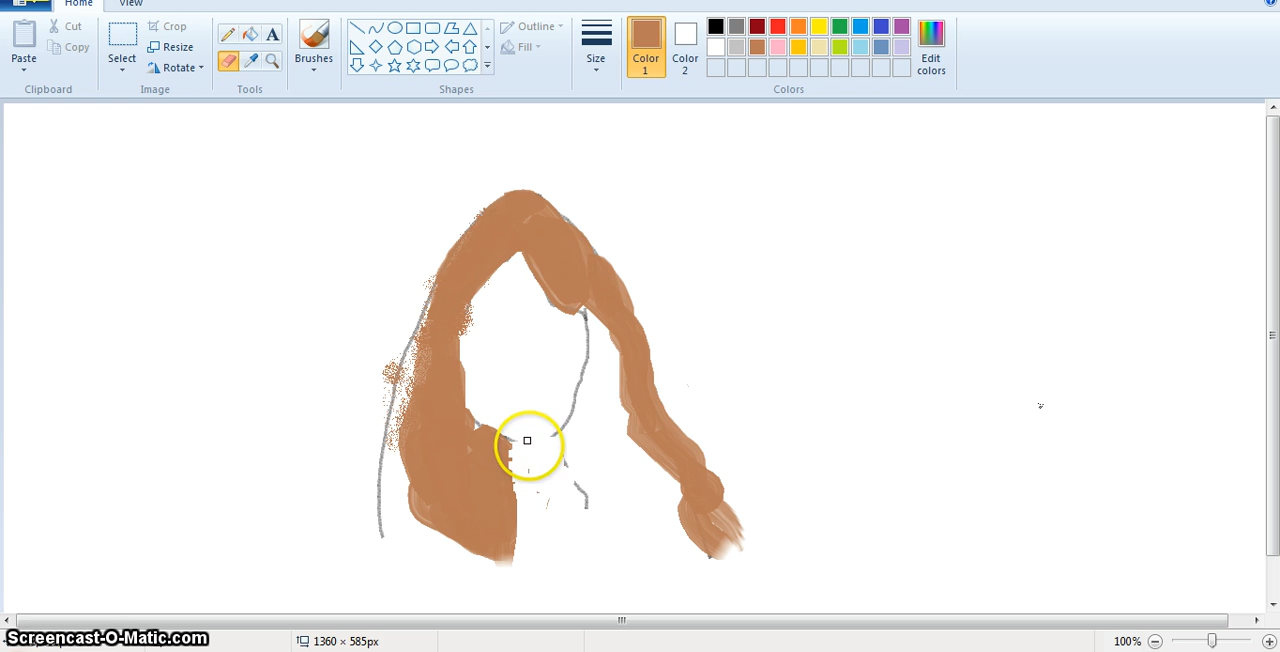 Home View
Cut
Copy
Paste
Clipboard
Select
Crop
Resize
Rotate
Image
A
Tools
Brushes
Outline
Fill
Shapes
Size
Color 1
Color 2
Edit colors
Colors
Screencast-O-Matic.com
1360 × 585px
100%